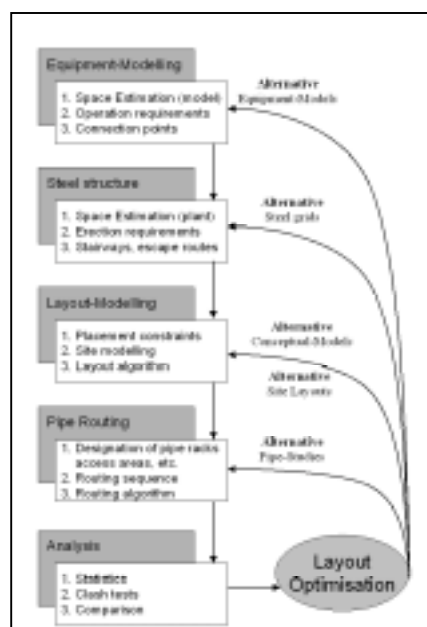 Equipment-Modelling
1. Space Estimation (model)
2. Operation requirements
3. Connection points
Alternative
Equipment-Models
Steel structure
1. Space Estimation (plant)
2. Erection requirements
3. Stairways, escape routes
Alternative
Steel grids
Layout-Modelling
1. Placement constraints
2. Site modelling
3. Layout algorithm
Alternative
Conceptual-Models
Alternative
Site Layouts
Pipe Routing
1. Designation of pipe racks
access areas, etc.
2. Routing sequence
3. Routing algorithm
Alternative
Pipe-Studies
Analysis
1. Statistics
2. Clash tests
3. Comparison
Layout
Optimisation